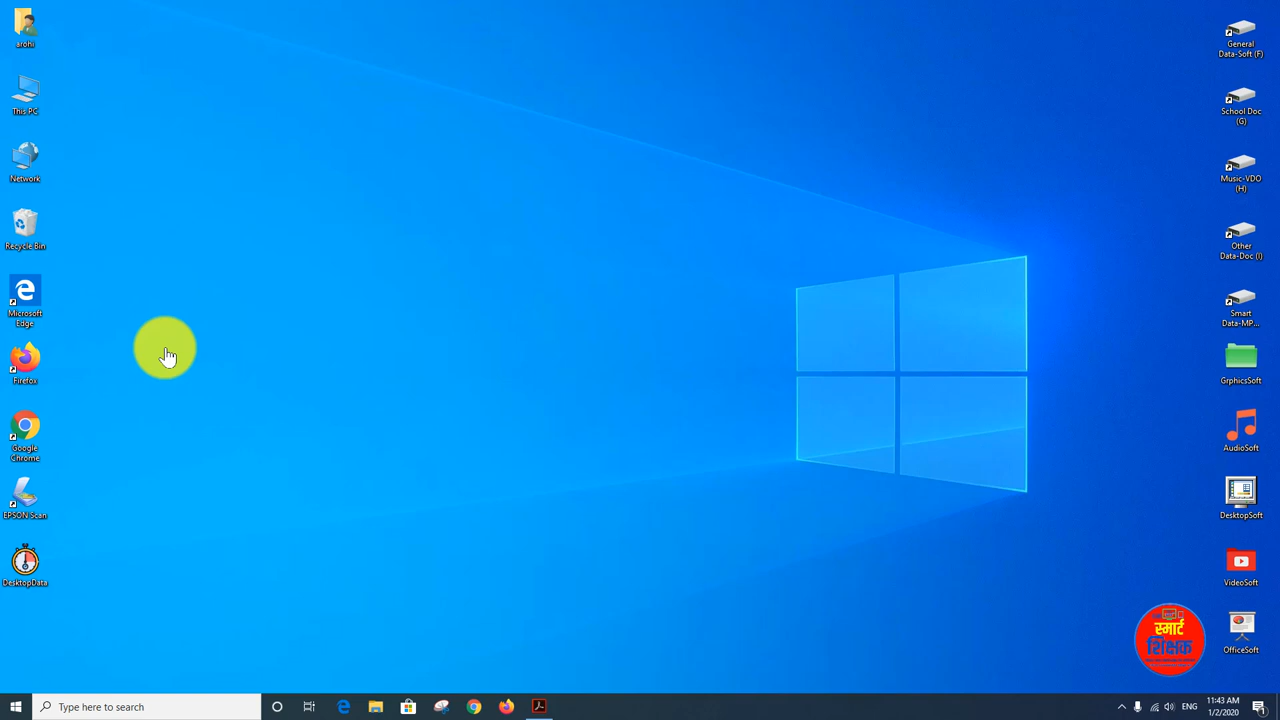 arohi
This PC
Network
Recycle Bin
Microsoft
Edge
Firefox
Google
Chrome
EPSON Scan
DesktopData
General
Data-Soft (F)
School Doc
(G)
Music-VDO
(H)
Other
Data-Doc (I)
Smart
Data-MP...
GrphicsSoft
AudioSoft
DesktopSoft
VideoSoft
OfficeSoft
स्मार्ट
शिक्षक
Type here to search
ENG
11:43 AM
1/2/2020
1